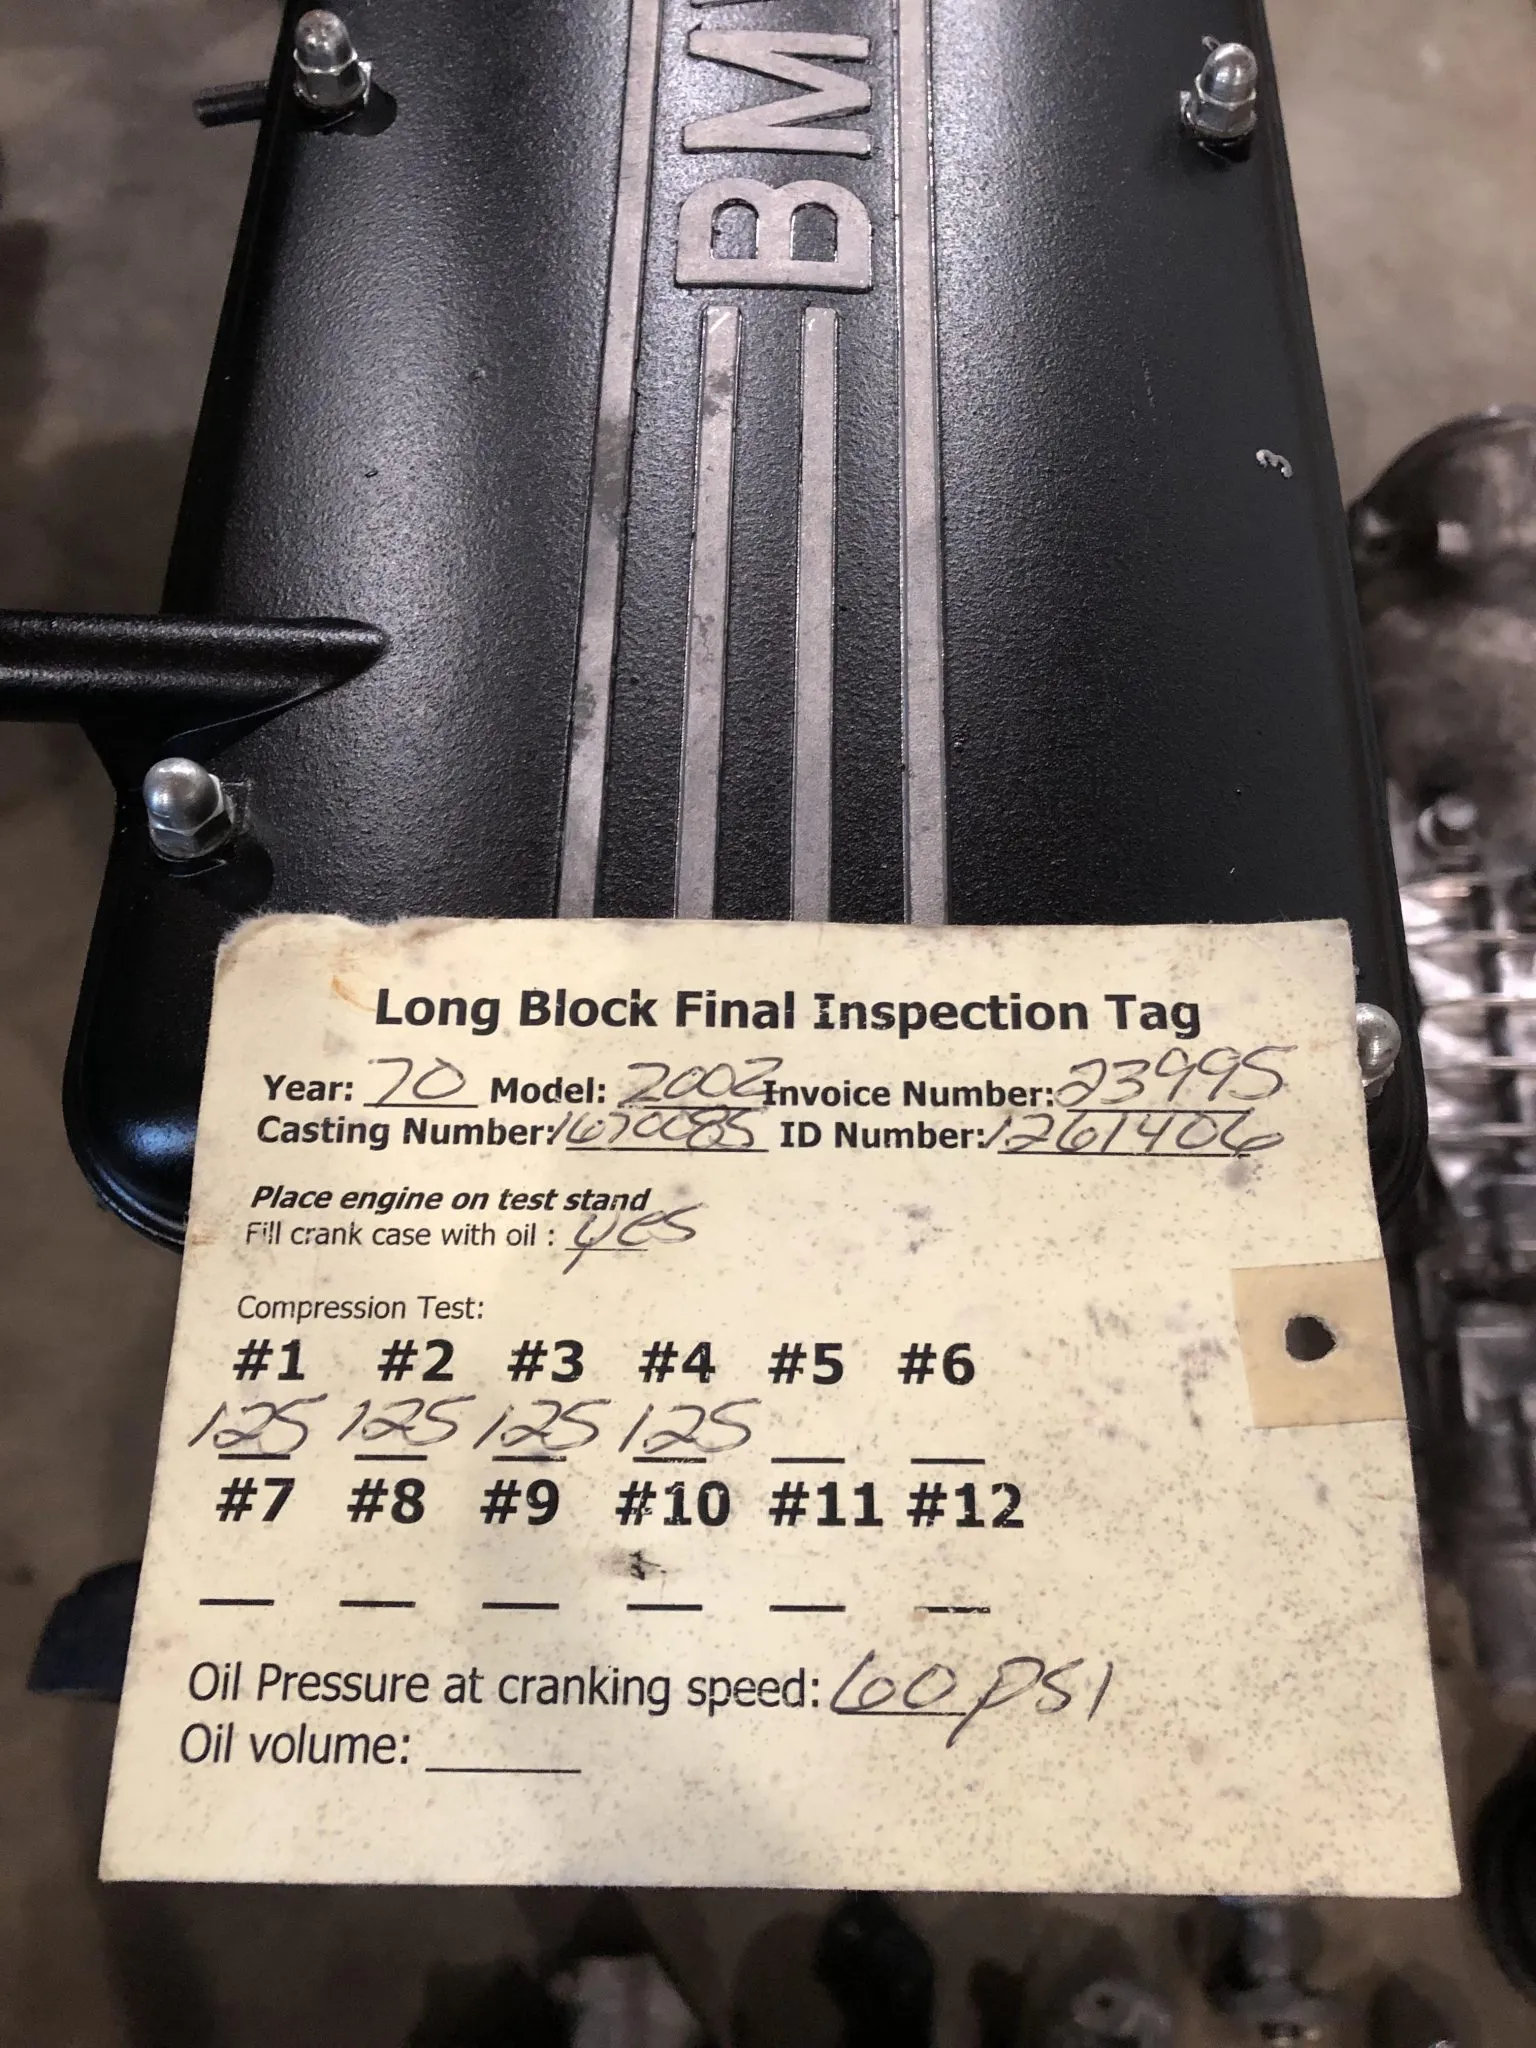 BMW
Long Block Final Inspection Tag
Year: 70 Model: 2002 Invoice Number: 23995
Casting Number: 1670085 ID Number: 1261406
Place engine on test stand
Fill crank case with oil : yes
Compression Test:
#1 #2 #3 #4 #5 #6
125 125 125 125
#7 #8 #9 #10 #11 #12
Oil Pressure at cranking speed: 60 psi
Oil volume: